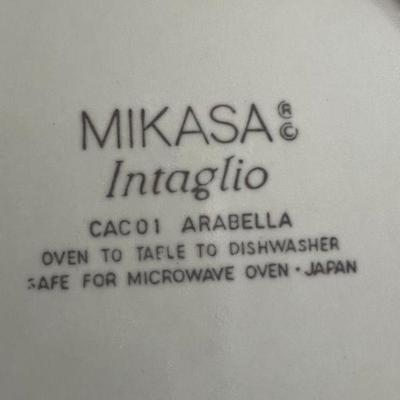 MIKASA ® ©
Intaglio
CAC01 ARABELLA
OVEN TO TABLE TO DISHWASHER
SAFE FOR MICROWAVE OVEN · JAPAN